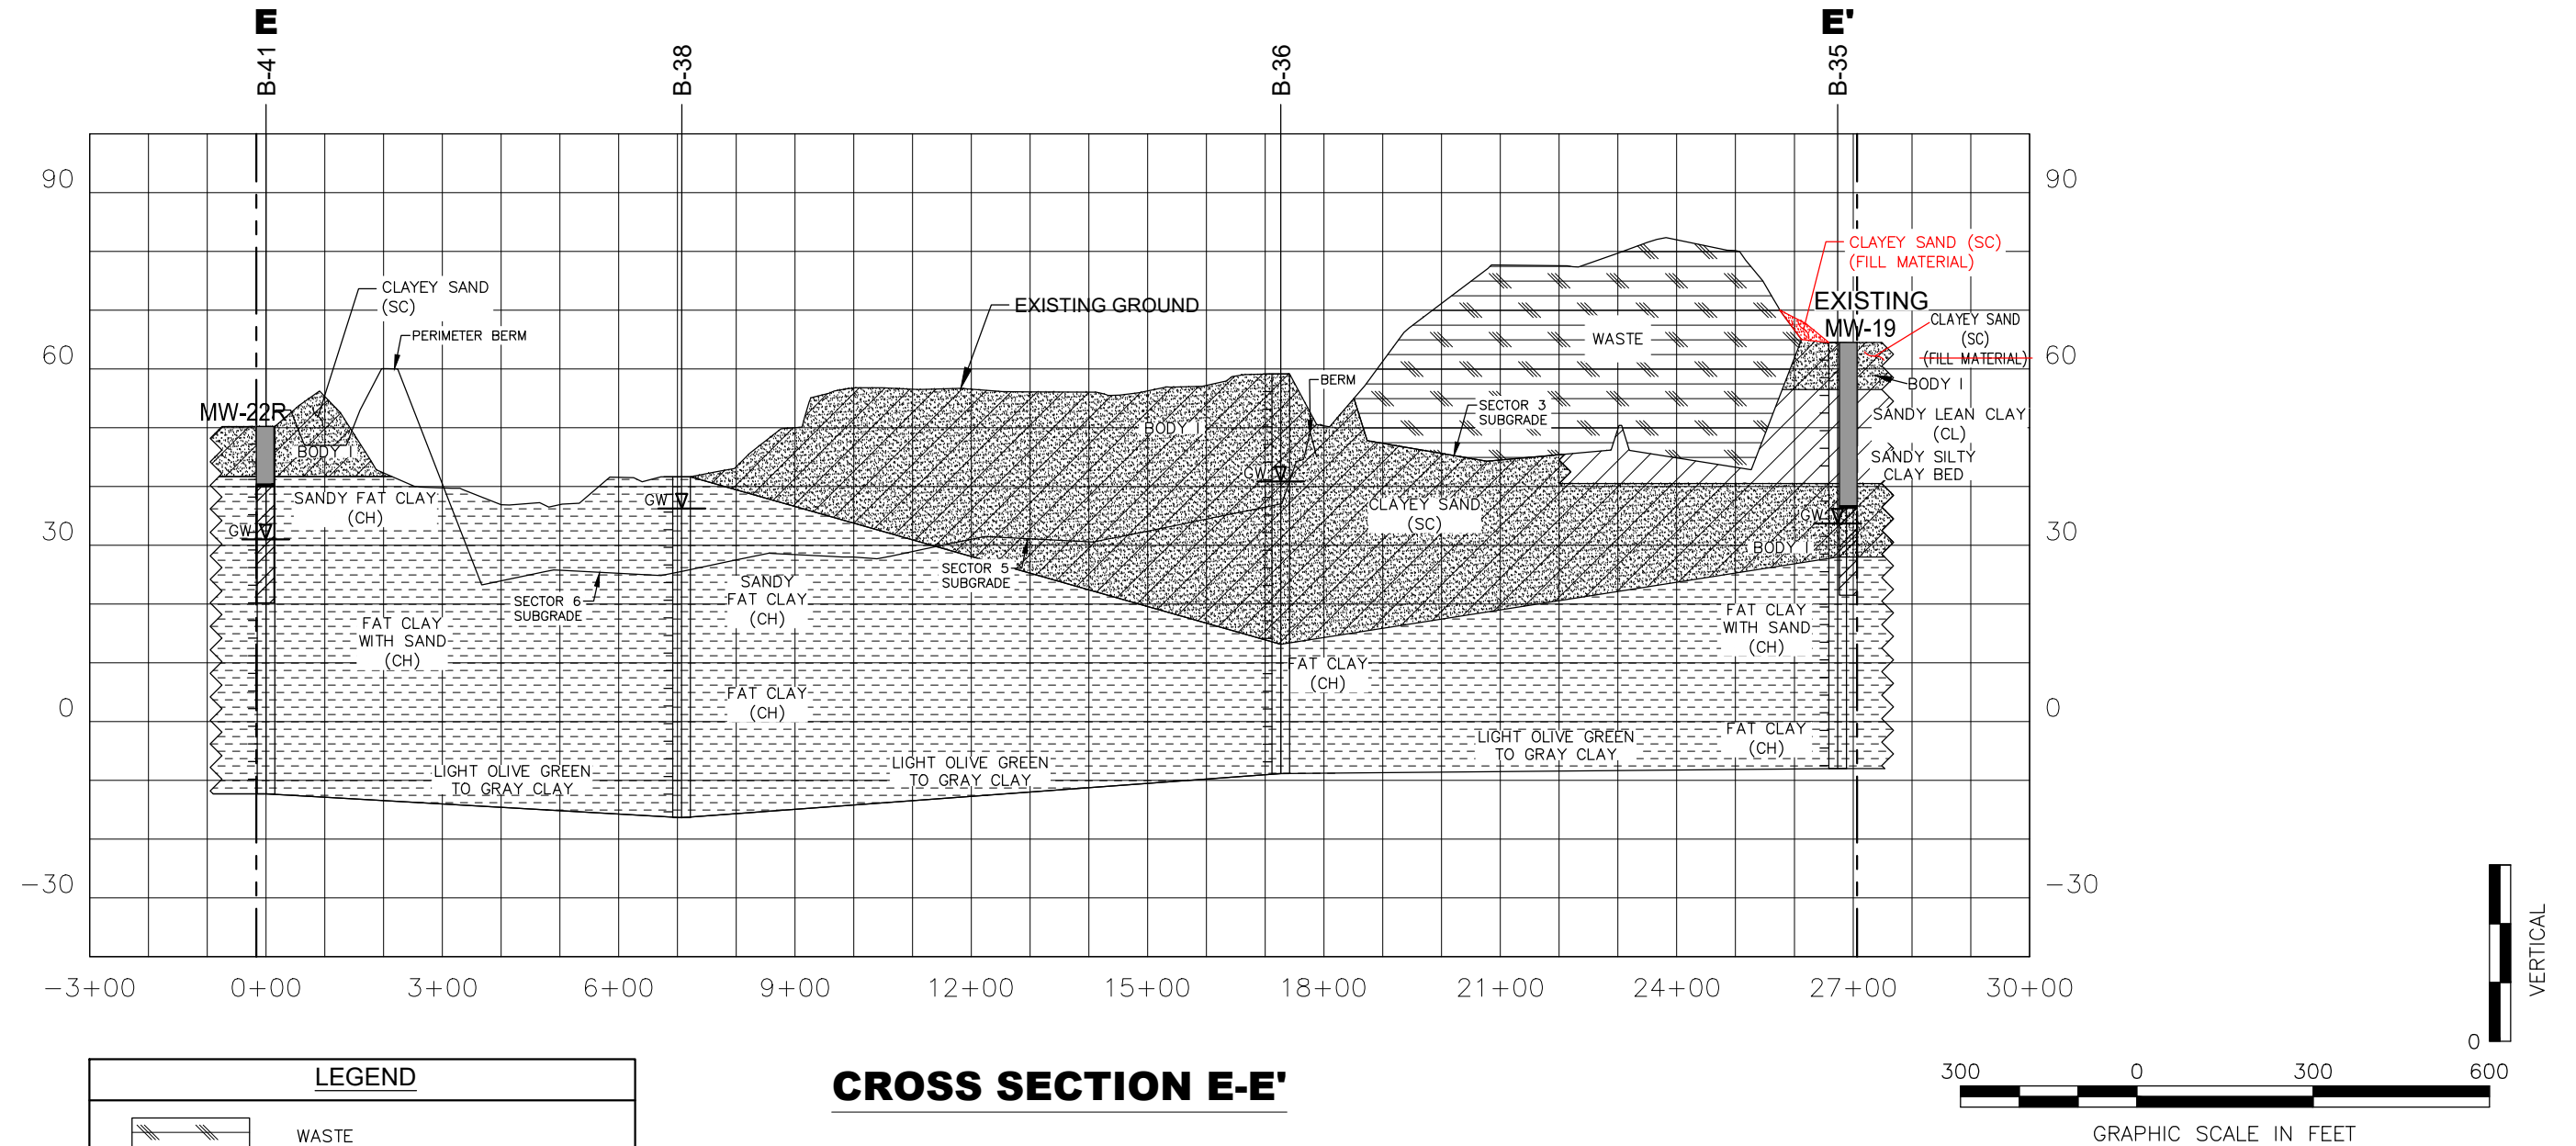 E
E'
B-41
B-38
B-36
B-35
90
90
CLAYEY SAND (SC)
(FILL MATERIAL)
CLAYEY SAND
(SC)
EXISTING GROUND
EXISTING
MW-19
CLAYEY SAND
(SC)
(FILL MATERIAL)
PERIMETER BERM
WASTE
60
60
BERM
BODY I
MW-22R
SECTOR 3
SUBGRADE
SANDY LEAN CLAY
(CL)
BODY I
BODY I
SANDY SILTY
CLAY BED
GW
SANDY FAT CLAY
(CH)
GW
CLAYEY SAND
(SC)
GW
GW
30
30
BODY I
SECTOR 5
SUBGRADE
SANDY
FAT CLAY
(CH)
SECTOR 6
SUBGRADE
FAT CLAY
WITH SAND
(CH)
FAT CLAY
WITH SAND
(CH)
FAT CLAY
(CH)
FAT CLAY
(CH)
0
0
FAT CLAY
(CH)
LIGHT OLIVE GREEN
TO GRAY CLAY
LIGHT OLIVE GREEN
TO GRAY CLAY
LIGHT OLIVE GREEN
TO GRAY CLAY
-30
-30
-3+00 0+00 3+00 6+00 9+00 12+00 15+00 18+00 21+00 24+00 27+00 30+00
VERTICAL
0
LEGEND
WASTE
CROSS SECTION E-E'
300 0 300 600
GRAPHIC SCALE IN FEET